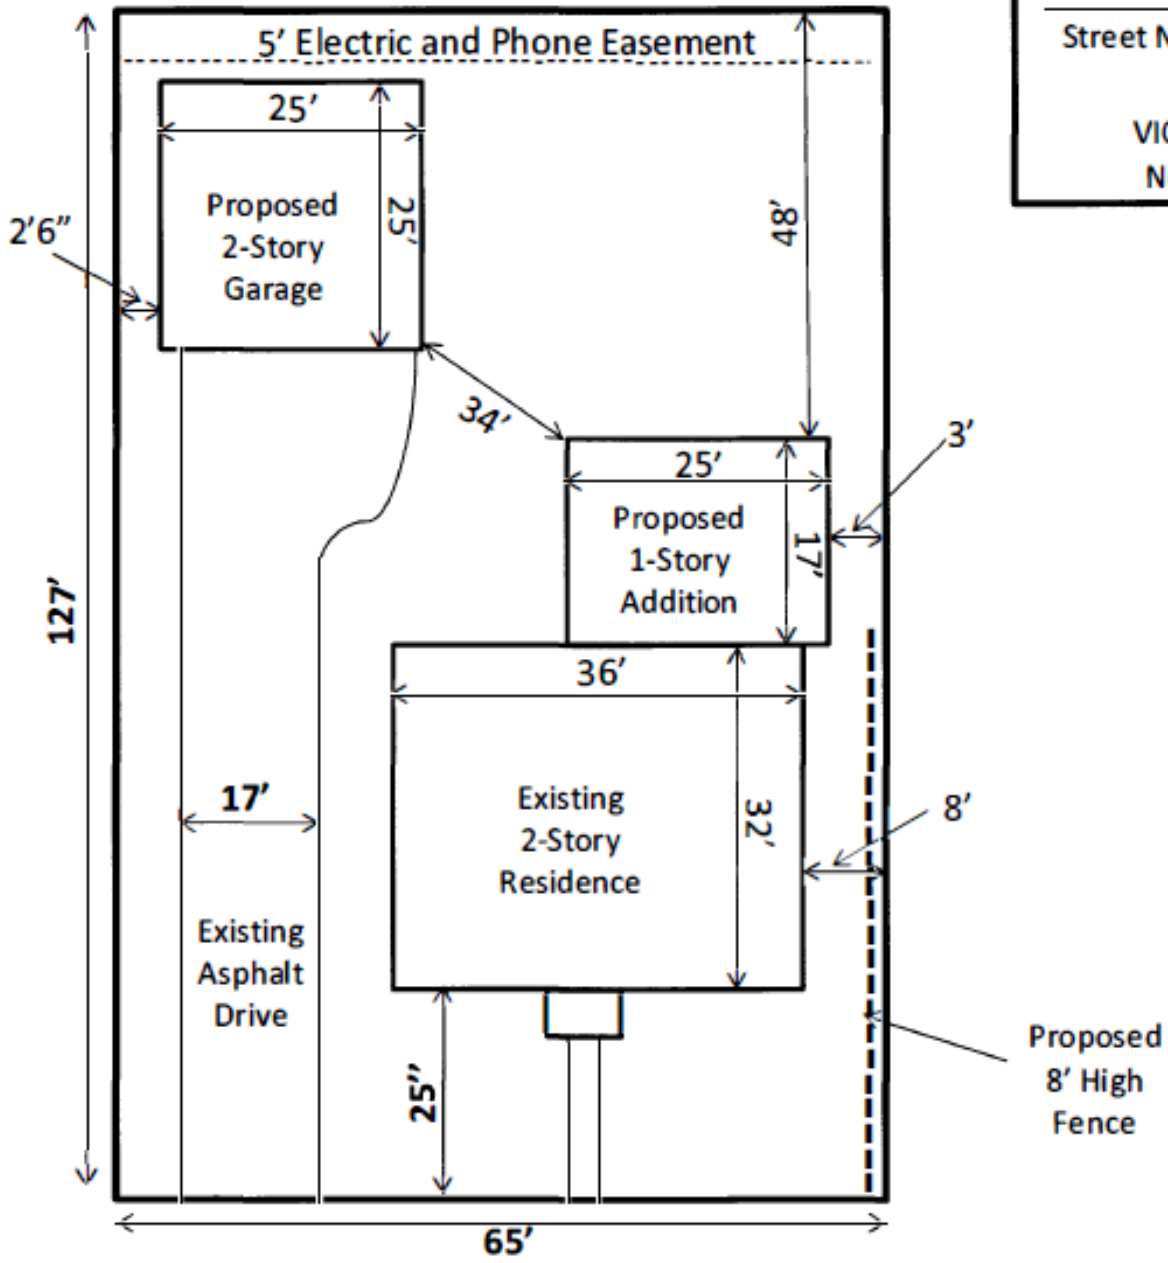 5' Electric and Phone Easement
Street N
VIC
N
25'
25'
Proposed
2-Story
Garage
2'6"
48'
34'
3'
25'
17'
Proposed
1-Story
Addition
127'
36'
32'
Existing
2-Story
Residence
17'
8'
Existing
Asphalt
Drive
25''
Proposed
8' High
Fence
65'